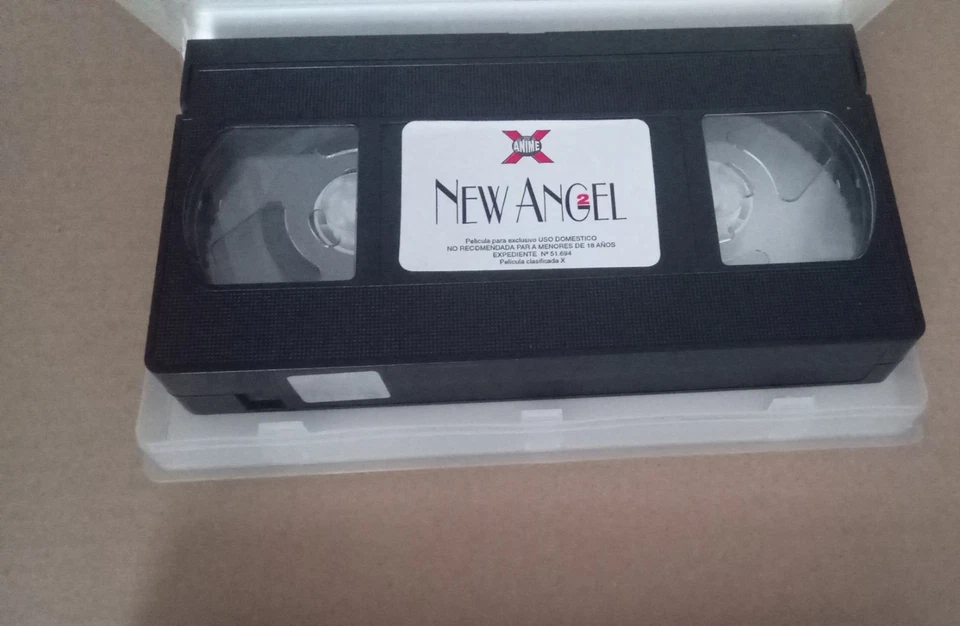 ANIME
NEW ANGEL
2
Película para exclusivo USO DOMESTICO
NO RECOMENDADA PAR A MENORES DE 18 AÑOS
EXPEDIENTE Nº 51.694
Película clasificada X